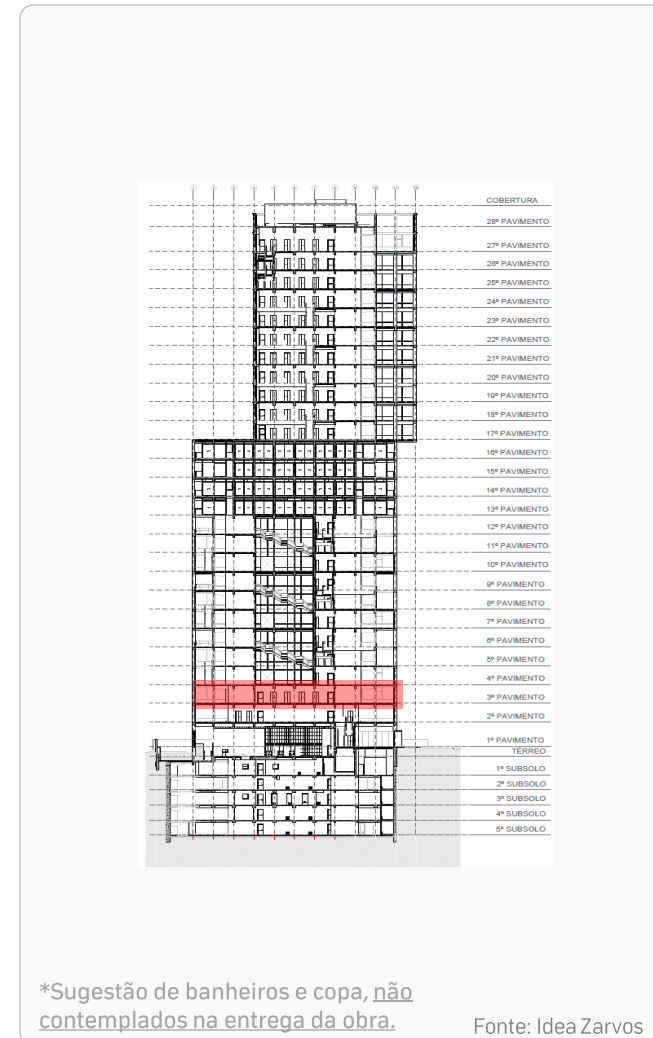 COBERTURA
28º PAVIMENTO
27º PAVIMENTO
26º PAVIMENTO
25º PAVIMENTO
24º PAVIMENTO
23º PAVIMENTO
22º PAVIMENTO
21º PAVIMENTO
20º PAVIMENTO
19º PAVIMENTO
18º PAVIMENTO
17º PAVIMENTO
16º PAVIMENTO
15º PAVIMENTO
14º PAVIMENTO
13º PAVIMENTO
12º PAVIMENTO
11º PAVIMENTO
10º PAVIMENTO
9º PAVIMENTO
8º PAVIMENTO
7º PAVIMENTO
6º PAVIMENTO
5º PAVIMENTO
4º PAVIMENTO
3º PAVIMENTO
2º PAVIMENTO
1º PAVIMENTO
TÉRREO
1º SUBSOLO
2º SUBSOLO
3º SUBSOLO
4º SUBSOLO
5º SUBSOLO
*Sugestão de banheiros e copa, não
contemplados na entrega da obra.
Fonte: Idea Zarvos